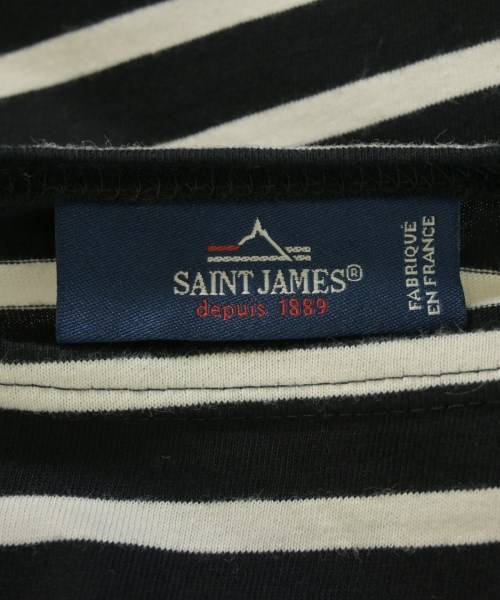 SAINT JAMES®
depuis 1889
FABRIQUÉ
EN FRANCE